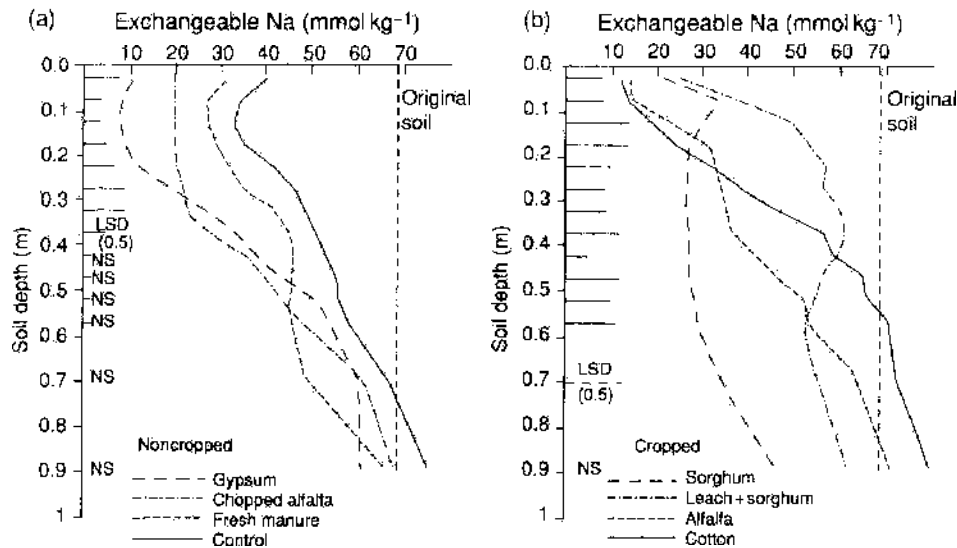 (a)
Exchangeable Na (mmol kg⁻¹)
10 20 30 40 50 60 70
0.0
0.1
0.2
0.3
0.4
0.5
0.6
0.7
0.8
0.9
1
Soil depth (m)
Original
soil
LSD
(0.5)
NS
NS
NS
NS
NS
NS
Noncropped
Gypsum
Chopped alfalfa
Fresh manure
Control
(b)
Exchangeable Na (mmol kg⁻¹)
10 20 30 40 50 60 70
0.0
0.1
0.2
0.3
0.4
0.5
0.6
0.7
0.8
0.9
1
Soil depth (m)
Original
soil
LSD
(0.5)
NS
Cropped
Sorghum
Leach+sorghum
Alfalfa
Cotton